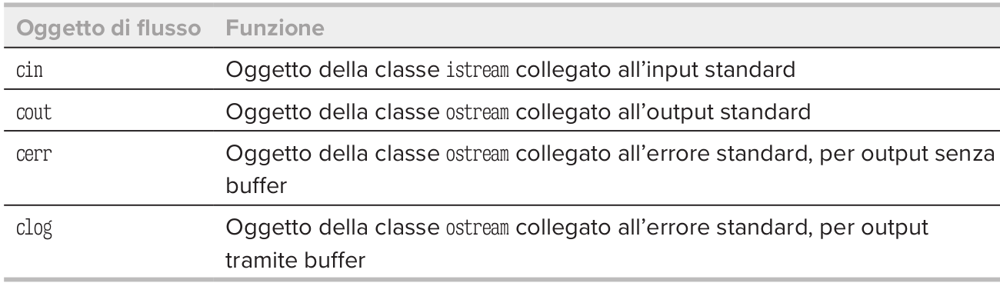 Oggetto di flusso Funzione
cin Oggetto della classe istream collegato all’input standard
cout Oggetto della classe ostream collegato all’output standard
cerr Oggetto della classe ostream collegato all’errore standard, per output senza
buffer
clog Oggetto della classe ostream collegato all’errore standard, per output
tramite buffer